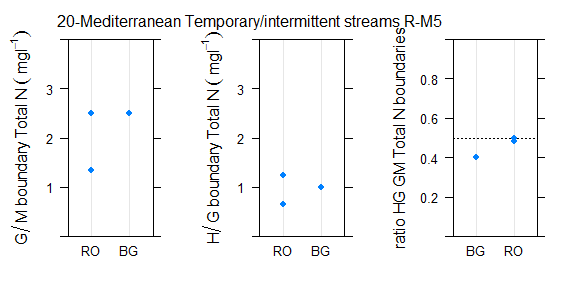 20-Mediterranean Temporary/intermittent streams R-M5
G/M boundary Total N ( mgl⁻¹)
3
2
1
RO BG
H/G boundary Total N ( mgl⁻¹)
3
2
1
RO BG
ratio HG GM Total N boundaries
0.8
0.6
0.4
0.2
BG RO